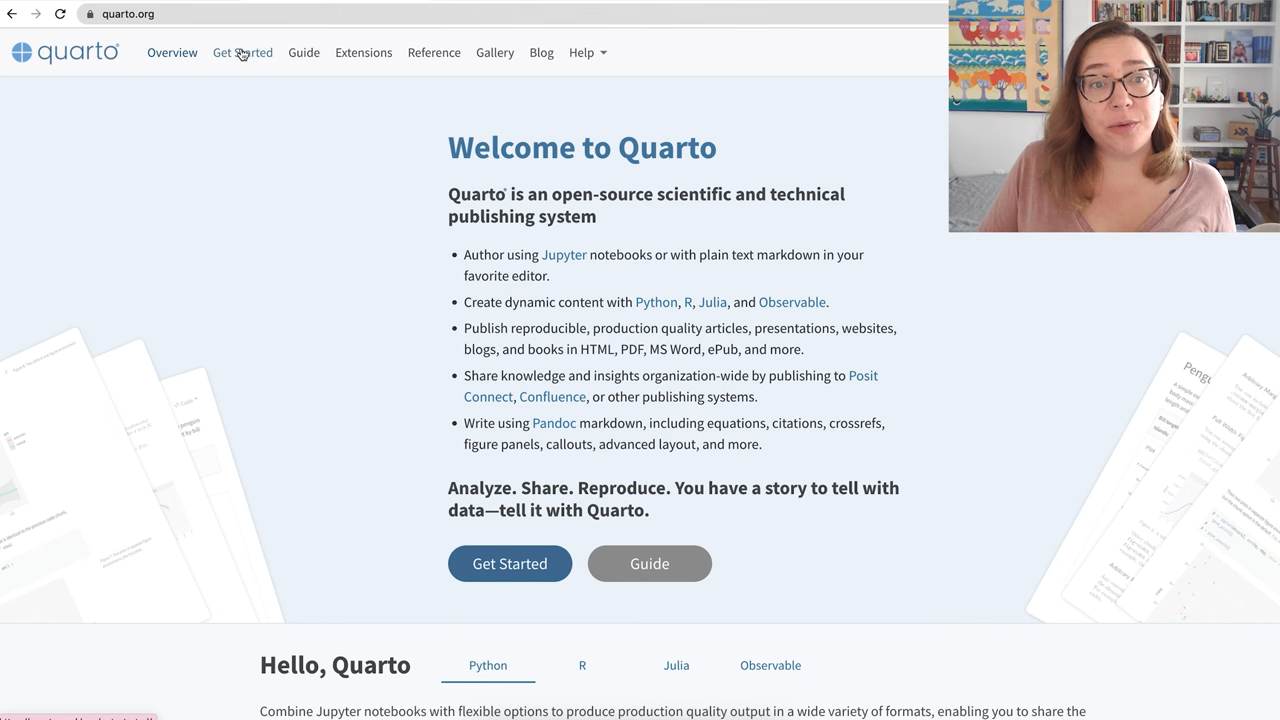 quarto.org
quarto
Overview Get Started Guide Extensions Reference Gallery Blog Help
Welcome to Quarto
Quarto® is an open-source scientific and technical
publishing system
• Author using Jupyter notebooks or with plain text markdown in your
favorite editor.
• Create dynamic content with Python, R, Julia, and Observable.
• Publish reproducible, production quality articles, presentations, websites,
blogs, and books in HTML, PDF, MS Word, ePub, and more.
• Share knowledge and insights organization-wide by publishing to Posit
Connect, Confluence, or other publishing systems.
• Write using Pandoc markdown, including equations, citations, crossrefs,
figure panels, callouts, advanced layout, and more.
Analyze. Share. Reproduce. You have a story to tell with
data—tell it with Quarto.
Get Started Guide
Hello, Quarto Python R Julia Observable
Combine Jupyter notebooks with flexible options to produce production quality output in a wide variety of formats, enabling you to share the